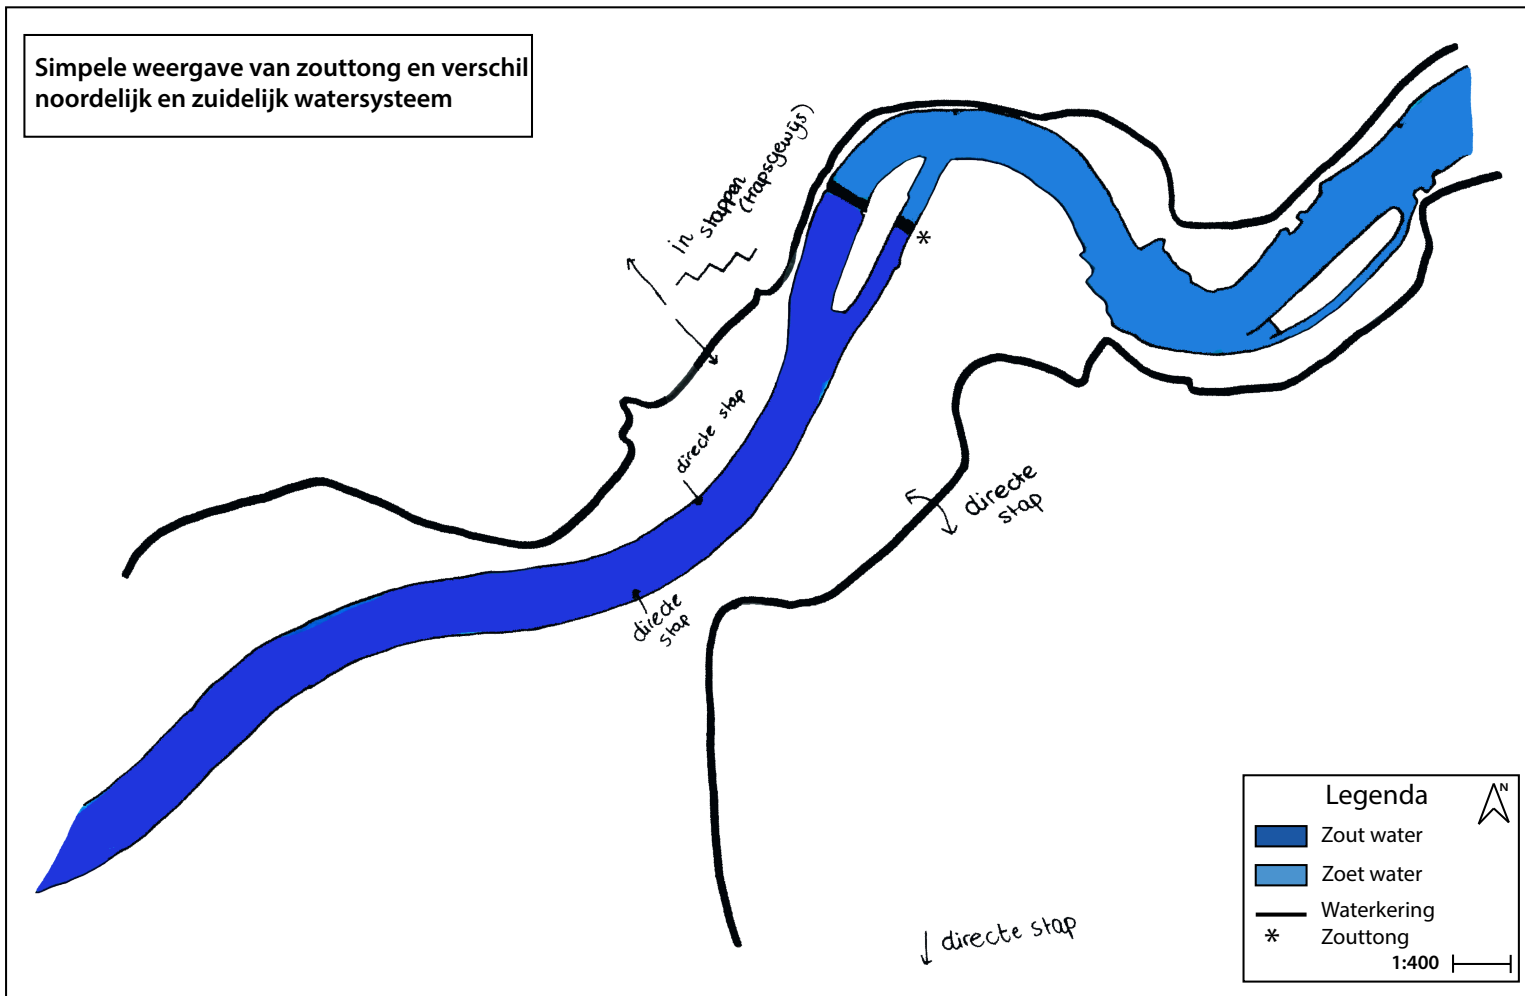 Simpele weergave van zouttong en verschil
noordelijk en zuidelijk watersysteem
in stappen
(trapsgewijs)
directe stap
directe
stap
directe
stap
*
directe stap
Legenda
N
Zout water
Zoet water
Waterkering
* Zouttong
1:400